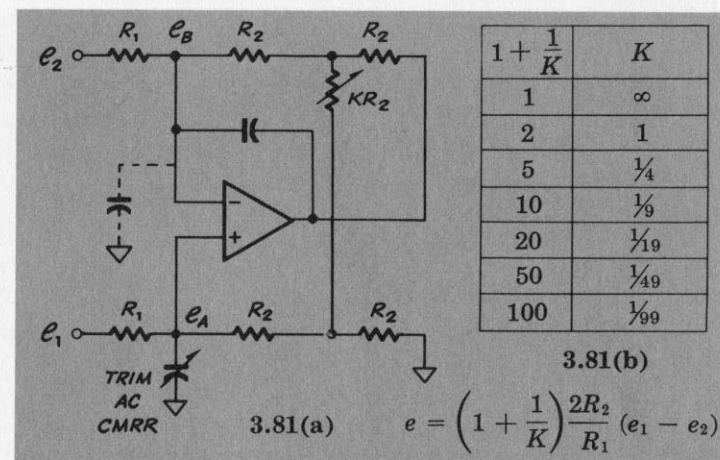 R₁ e_B R₂ R₂
e₂
KR₂
−
+
R₁ e_A R₂ R₂
e₁
TRIM
AC
CMRR
3.81(a)
1 + 1/K K
1 ∞
2 1
5 ¼
10 ⅑
20 1/19
50 1/49
100 1/99
3.81(b)
e = (1 + 1/K) 2R₂/R₁ (e₁ − e₂)